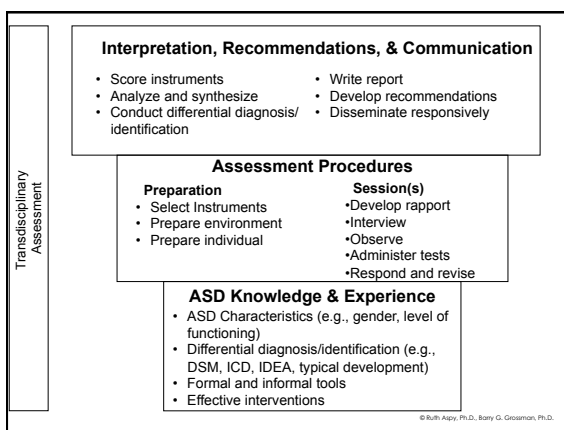 Transdisciplinary
Assessment
Interpretation, Recommendations, & Communication
• Score instruments
• Analyze and synthesize
• Conduct differential diagnosis/
identification
• Write report
• Develop recommendations
• Disseminate responsively
Assessment Procedures
Preparation
• Select Instruments
• Prepare environment
• Prepare individual
Session(s)
•Develop rapport
•Interview
•Observe
•Administer tests
•Respond and revise
ASD Knowledge & Experience
• ASD Characteristics (e.g., gender, level of
functioning)
• Differential diagnosis/identification (e.g.,
DSM, ICD, IDEA, typical development)
• Formal and informal tools
• Effective interventions
© Ruth Aspy, Ph.D., Barry G. Grossman, Ph.D.